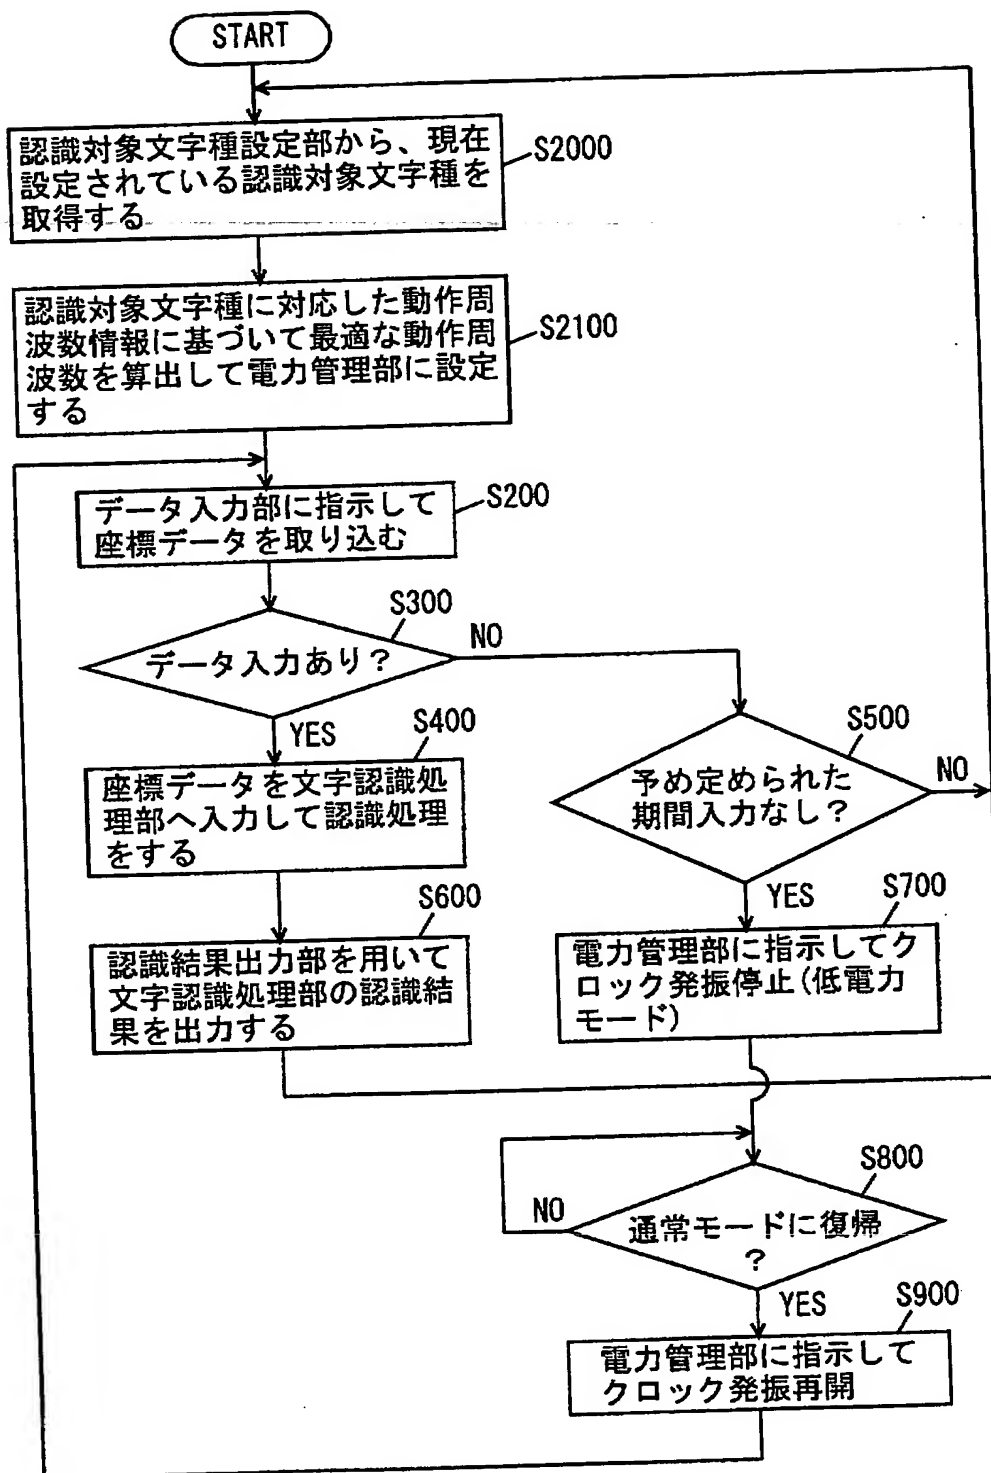 START
認識対象文字種設定部から、現在
設定されている認識対象文字種を
取得する
S2000
認識対象文字種に対応した動作周
波数情報に基づいて最適な動作周
波数を算出して電力管理部に設定
する
S2100
データ入力部に指示して
座標データを取り込む
S200
データ入力あり?
S300
NO
YES
座標データを文字認識処
理部へ入力して認識処理
をする
S400
予め定められた
期間入力なし?
S500
NO
YES
認識結果出力部を用いて
文字認識処理部の認識結
果を出力する
S600
電力管理部に指示してク
ロック発振停止(低電力
モード)
S700
通常モードに復帰
?
S800
NO
YES
電力管理部に指示して
クロック発振再開
S900